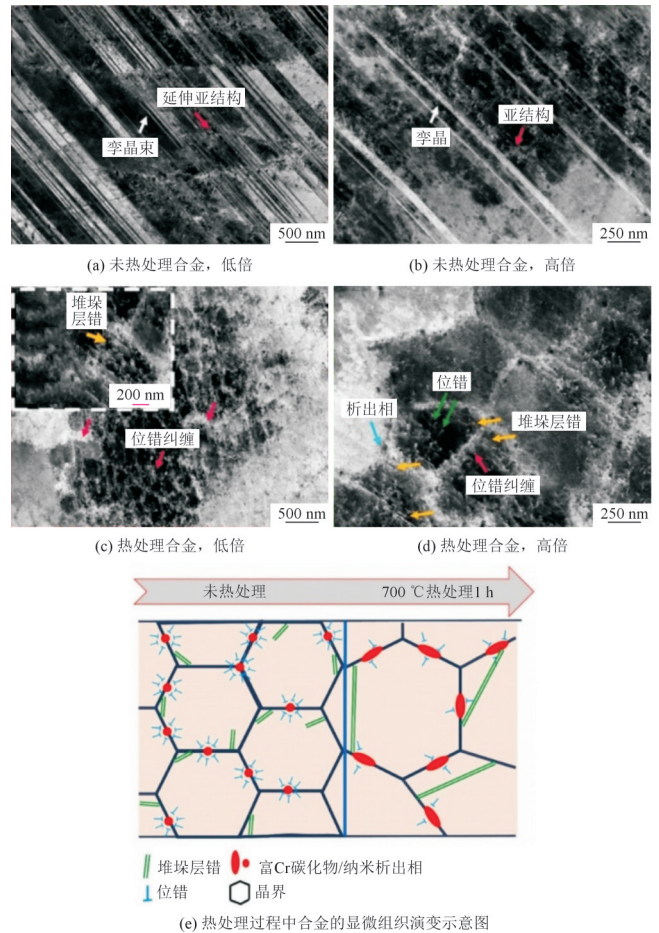 延伸亚结构
孪晶束
500 nm
孪晶
亚结构
250 nm
(a) 未热处理合金，低倍
(b) 未热处理合金，高倍
堆垛
层错
200 nm
位错纠缠
500 nm
位错
析出相
堆垛层错
位错纠缠
250 nm
(c) 热处理合金，低倍
(d) 热处理合金，高倍
未热处理
700 ℃热处理1 h
堆垛层错
富Cr碳化物/纳米析出相
位错
晶界
(e) 热处理过程中合金的显微组织演变示意图